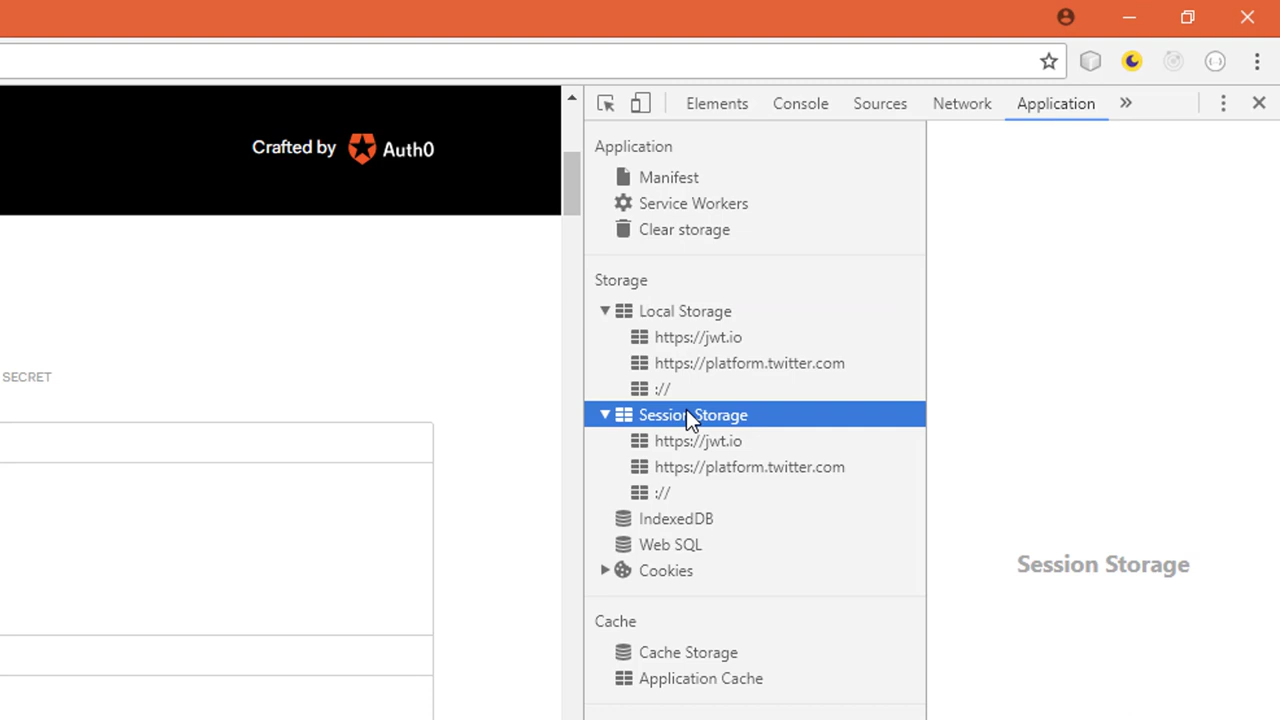 Elements Console Sources Network Application »
Crafted by Auth0
SECRET
Application
Manifest
Service Workers
Clear storage
Storage
Local Storage
https://jwt.io
https://platform.twitter.com
://
Session Storage
https://jwt.io
https://platform.twitter.com
://
IndexedDB
Web SQL
Cookies
Cache
Cache Storage
Application Cache
Session Storage